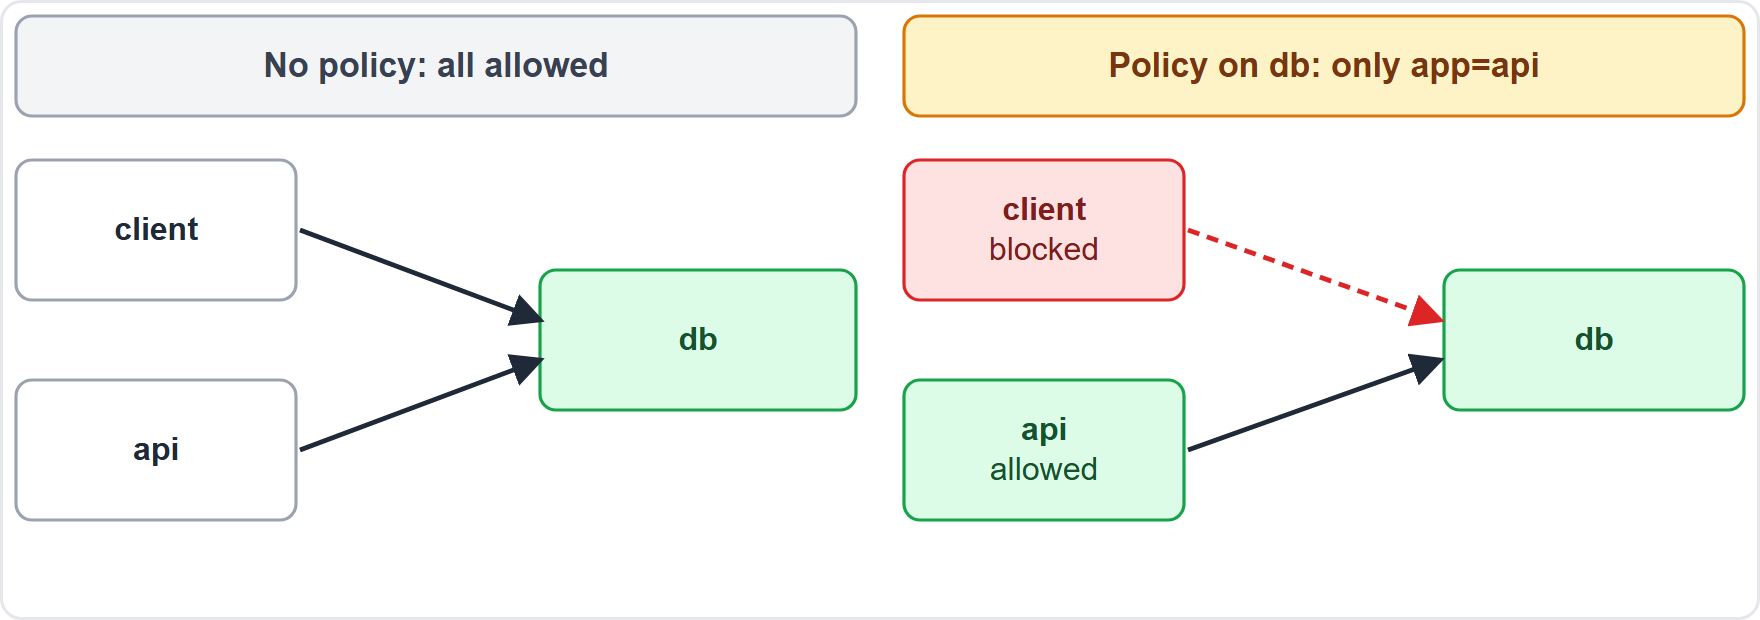 No policy: all allowed
client
api
db
Policy on db: only app=api
client
blocked
api
allowed
db